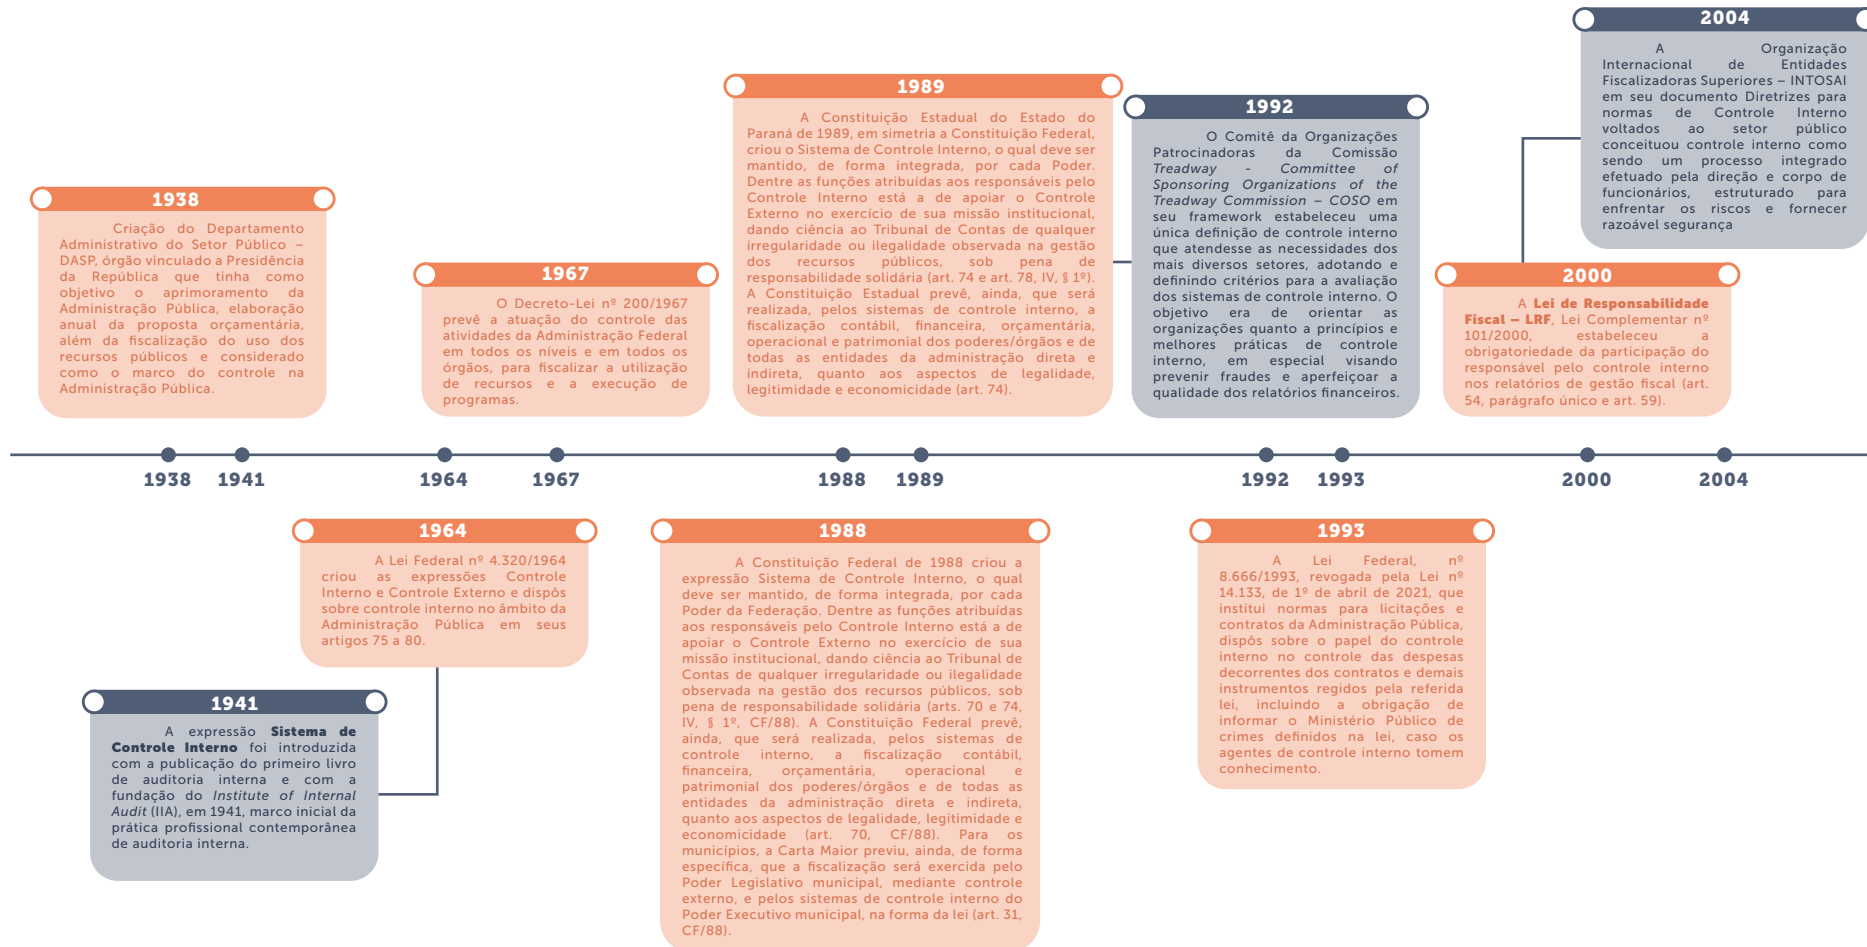 1938
Criação do Departamento
Administrativo do Setor Público –
DASP, órgão vinculado a Presidência
da República que tinha como
objetivo o aprimoramento da
Administração Pública, elaboração
anual da proposta orçamentária,
além da fiscalização do uso dos
recursos públicos e considerado
como o marco do controle na
Administração Pública.
1967
O Decreto-Lei nº 200/1967
prevê a atuação do controle das
atividades da Administração Federal
em todos os níveis e em todos os
órgãos, para fiscalizar a utilização
de recursos e a execução de
programas.
1989
A Constituição Estadual do Estado do
Paraná de 1989, em simetria a Constituição Federal,
criou o Sistema de Controle Interno, o qual deve ser
mantido, de forma integrada, por cada Poder.
Dentre as funções atribuídas aos responsáveis pelo
Controle Interno está a de apoiar o Controle
Externo no exercício de sua missão institucional,
dando ciência ao Tribunal de Contas de qualquer
irregularidade ou ilegalidade observada na gestão
dos recursos públicos, sob pena de
responsabilidade solidária (art. 74 e art. 78, IV, § 1º).
A Constituição Estadual prevê, ainda, que será
realizada, pelos sistemas de controle interno, a
fiscalização contábil, financeira, orçamentária,
operacional e patrimonial dos poderes/órgãos e de
todas as entidades da administração direta e
indireta, quanto aos aspectos de legalidade,
legitimidade e economicidade (art. 74).
1992
O Comitê da Organizações
Patrocinadoras da Comissão
Treadway - Committee of
Sponsoring Organizations of the
Treadway Commission – COSO em
seu framework estabeleceu uma
única definição de controle interno
que atendesse as necessidades dos
mais diversos setores, adotando e
definindo critérios para a avaliação
dos sistemas de controle interno. O
objetivo era de orientar as
organizações quanto a princípios e
melhores práticas de controle
interno, em especial visando
prevenir fraudes e aperfeiçoar a
qualidade dos relatórios financeiros.
2000
A Lei de Responsabilidade
Fiscal – LRF, Lei Complementar nº
101/2000, estabeleceu a
obrigatoriedade da participação do
responsável pelo controle interno
nos relatórios de gestão fiscal (art.
54, parágrafo único e art. 59).
2004
A Organização
Internacional de Entidades
Fiscalizadoras Superiores – INTOSAI
em seu documento Diretrizes para
normas de Controle Interno
voltados ao setor público
conceituou controle interno como
sendo um processo integrado
efetuado pela direção e corpo de
funcionários, estruturado para
enfrentar os riscos e fornecer
razoável segurança
1938 1941 1964 1967 1988 1989 1992 1993 2000 2004
1941
A expressão Sistema de
Controle Interno foi introduzida
com a publicação do primeiro livro
de auditoria interna e com a
fundação do Institute of Internal
Audit (IIA), em 1941, marco inicial da
prática profissional contemporânea
de auditoria interna.
1964
A Lei Federal nº 4.320/1964
criou as expressões Controle
Interno e Controle Externo e dispôs
sobre controle interno no âmbito da
Administração Pública em seus
artigos 75 a 80.
1988
A Constituição Federal de 1988 criou a
expressão Sistema de Controle Interno, o qual
deve ser mantido, de forma integrada, por cada
Poder da Federação. Dentre as funções atribuídas
aos responsáveis pelo Controle Interno está a de
apoiar o Controle Externo no exercício de sua
missão institucional, dando ciência ao Tribunal de
Contas de qualquer irregularidade ou ilegalidade
observada na gestão dos recursos públicos, sob
pena de responsabilidade solidária (arts. 70 e 74,
IV, § 1º, CF/88). A Constituição Federal prevê,
ainda, que será realizada, pelos sistemas de
controle interno, a fiscalização contábil,
financeira, orçamentária, operacional e
patrimonial dos poderes/órgãos e de todas as
entidades da administração direta e indireta,
quanto aos aspectos de legalidade, legitimidade e
economicidade (art. 70, CF/88). Para os
municípios, a Carta Maior previu, ainda, de forma
específica, que a fiscalização será exercida pelo
Poder Legislativo municipal, mediante controle
externo, e pelos sistemas de controle interno do
Poder Executivo municipal, na forma da lei (art. 31,
CF/88).
1993
A Lei Federal, nº
8.666/1993, revogada pela Lei nº
14.133, de 1º de abril de 2021, que
institui normas para licitações e
contratos da Administração Pública,
dispôs sobre o papel do controle
interno no controle das despesas
decorrentes dos contratos e demais
instrumentos regidos pela referida
lei, incluindo a obrigação de
informar o Ministério Público de
crimes definidos na lei, caso os
agentes de controle interno tomem
conhecimento.